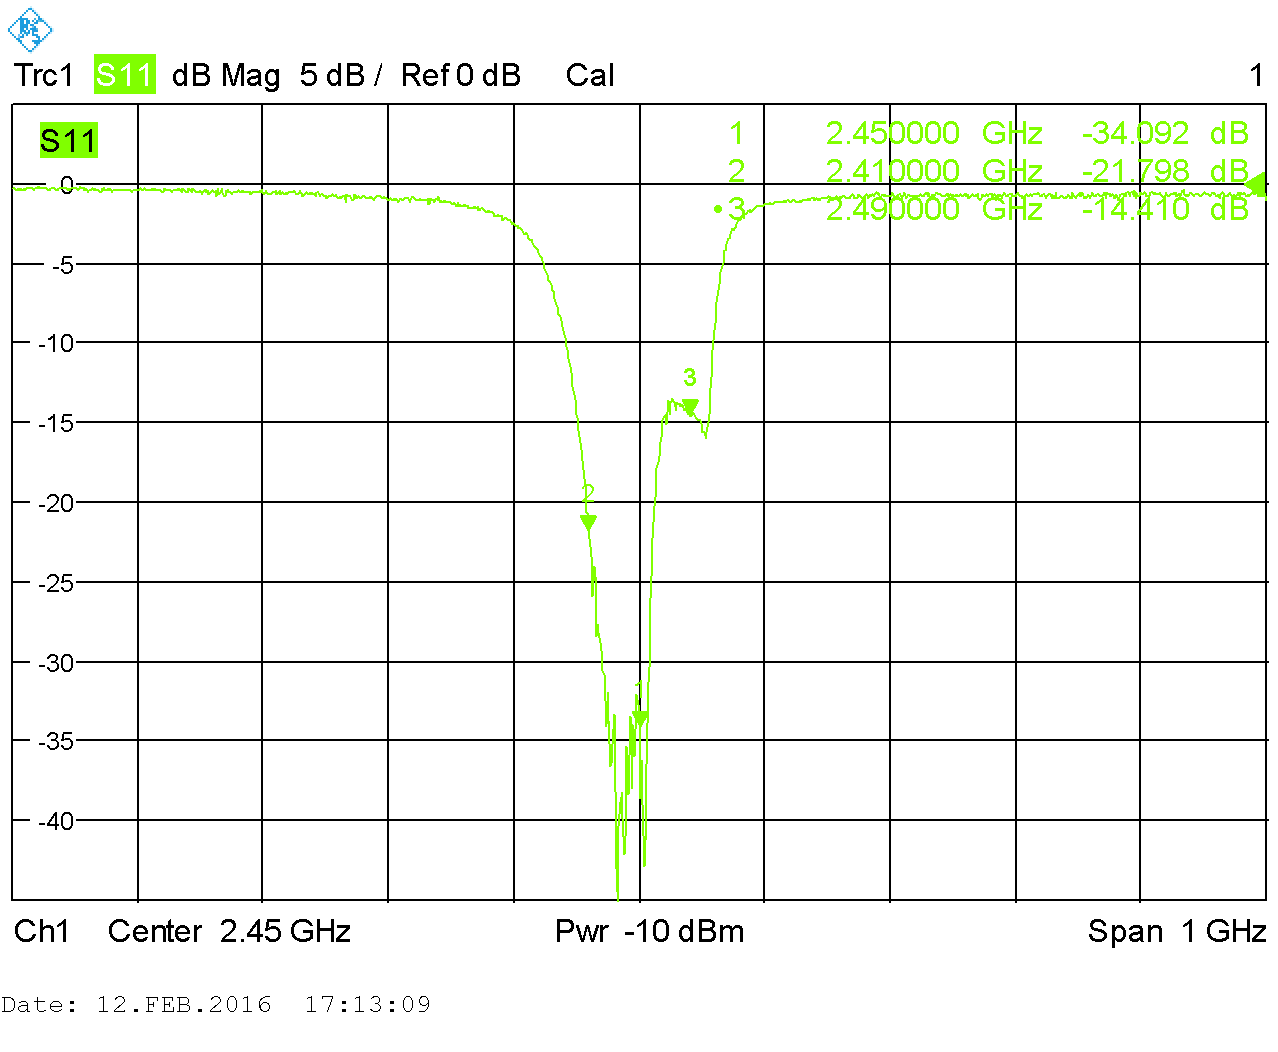 Trc1 S11 dB Mag 5 dB / Ref 0 dB Cal 1
S11
1 2.450000 GHz -34.092 dB
2 2.410000 GHz -21.798 dB
•3 2.490000 GHz -14.410 dB
0
-5
-10
3
-15
2
-20
-25
-30
1
-35
-40
Ch1 Center 2.45 GHz Pwr -10 dBm Span 1 GHz
Date: 12.FEB.2016 17:13:09